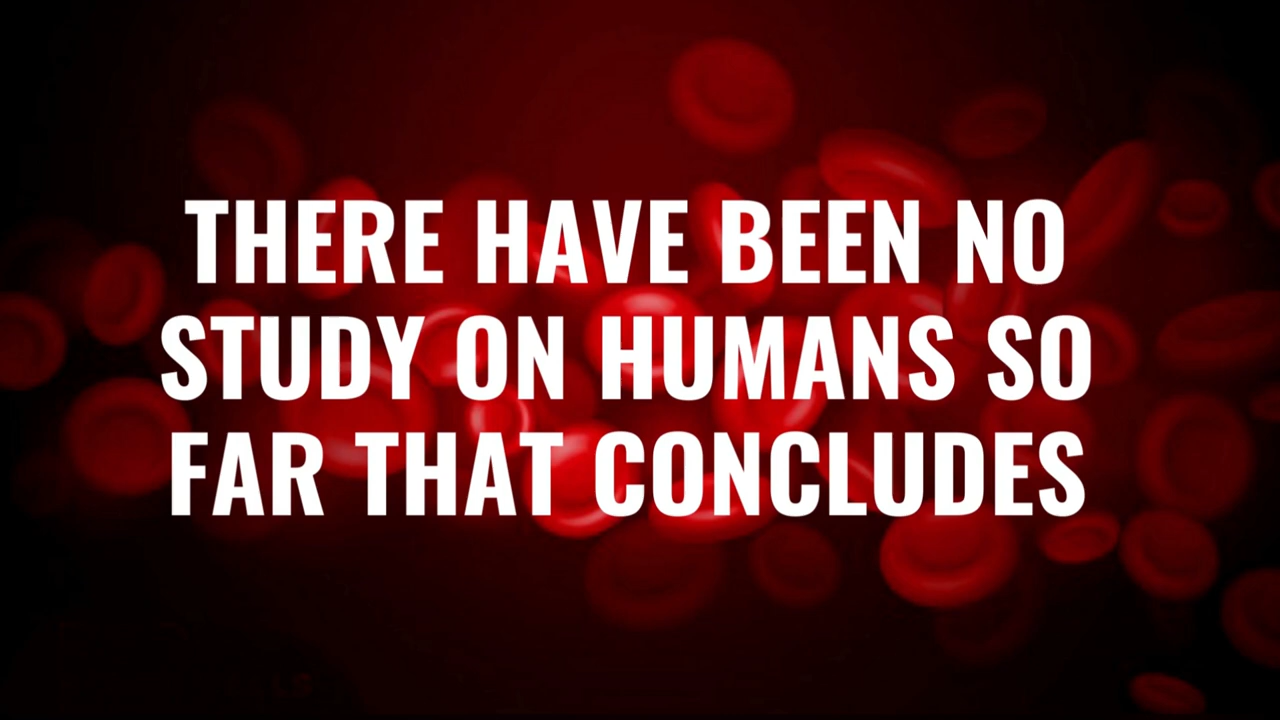 THERE HAVE BEEN NO
STUDY ON HUMANS SO
FAR THAT CONCLUDES